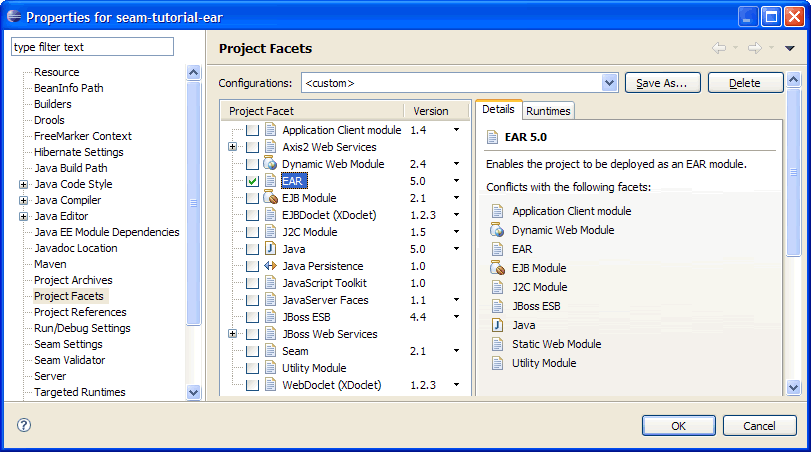 Properties for seam-tutorial-ear
type filter text
Resource
BeanInfo Path
Builders
Drools
FreeMarker Context
Hibernate Settings
Java Build Path
Java Code Style
Java Compiler
Java Editor
Java EE Module Dependencies
Javadoc Location
Maven
Project Archives
Project Facets
Project References
Run/Debug Settings
Seam Settings
Seam Validator
Server
Targeted Runtimes
Project Facets
Configurations: <custom> Save As... Delete
Project Facet Version
Application Client module 1.4
Axis2 Web Services
Dynamic Web Module 2.4
EAR 5.0
EJB Module 2.1
EJBDoclet (XDoclet) 1.2.3
J2C Module 1.5
Java 5.0
Java Persistence 1.0
JavaScript Toolkit 1.0
JavaServer Faces 1.1
JBoss ESB 4.4
JBoss Web Services
Seam 2.1
Utility Module
WebDoclet (XDoclet) 1.2.3
Details Runtimes
EAR 5.0
Enables the project to be deployed as an EAR module.
Conflicts with the following facets:
Application Client module
Dynamic Web Module
EAR
EJB Module
J2C Module
JBoss ESB
Java
Static Web Module
Utility Module
? OK Cancel